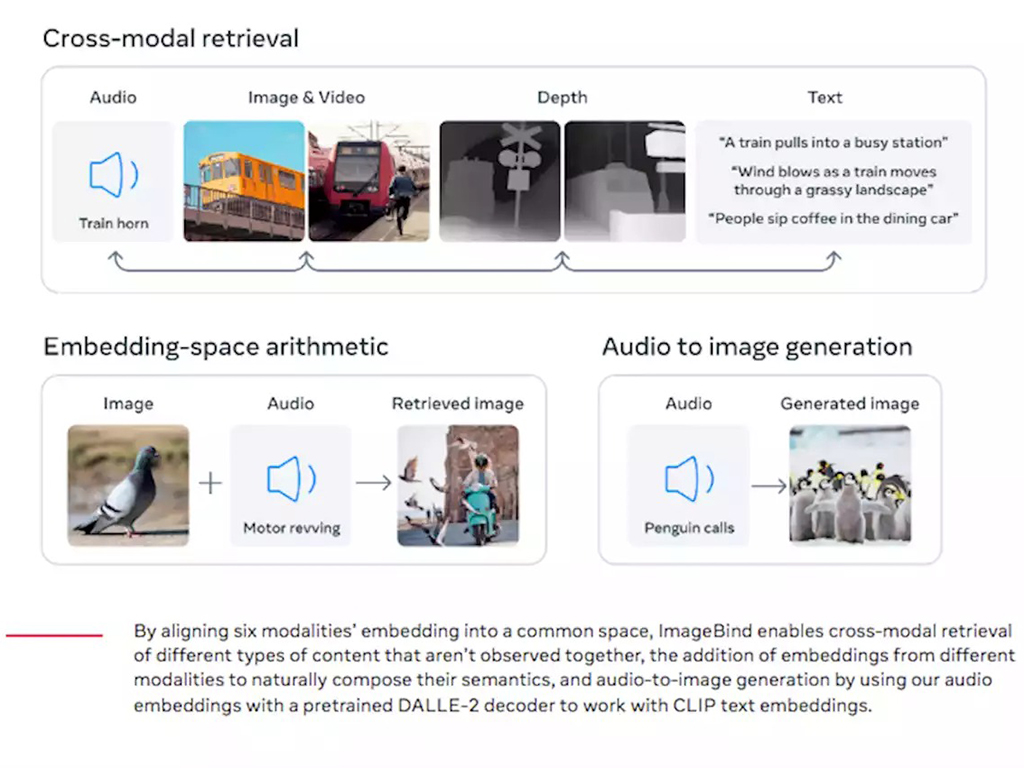 Cross-modal retrieval
Audio
Image & Video
Depth
Text
Train horn
"A train pulls into a busy station"
"Wind blows as a train moves
through a grassy landscape"
"People sip coffee in the dining car"
Embedding-space arithmetic
Image
Audio
Retrieved image
+
Motor revving
Audio to image generation
Audio
Generated image
Penguin calls
By aligning six modalities' embedding into a common space, ImageBind enables cross-modal retrieval
of different types of content that aren't observed together, the addition of embeddings from different
modalities to naturally compose their semantics, and audio-to-image generation by using our audio
embeddings with a pretrained DALLE-2 decoder to work with CLIP text embeddings.